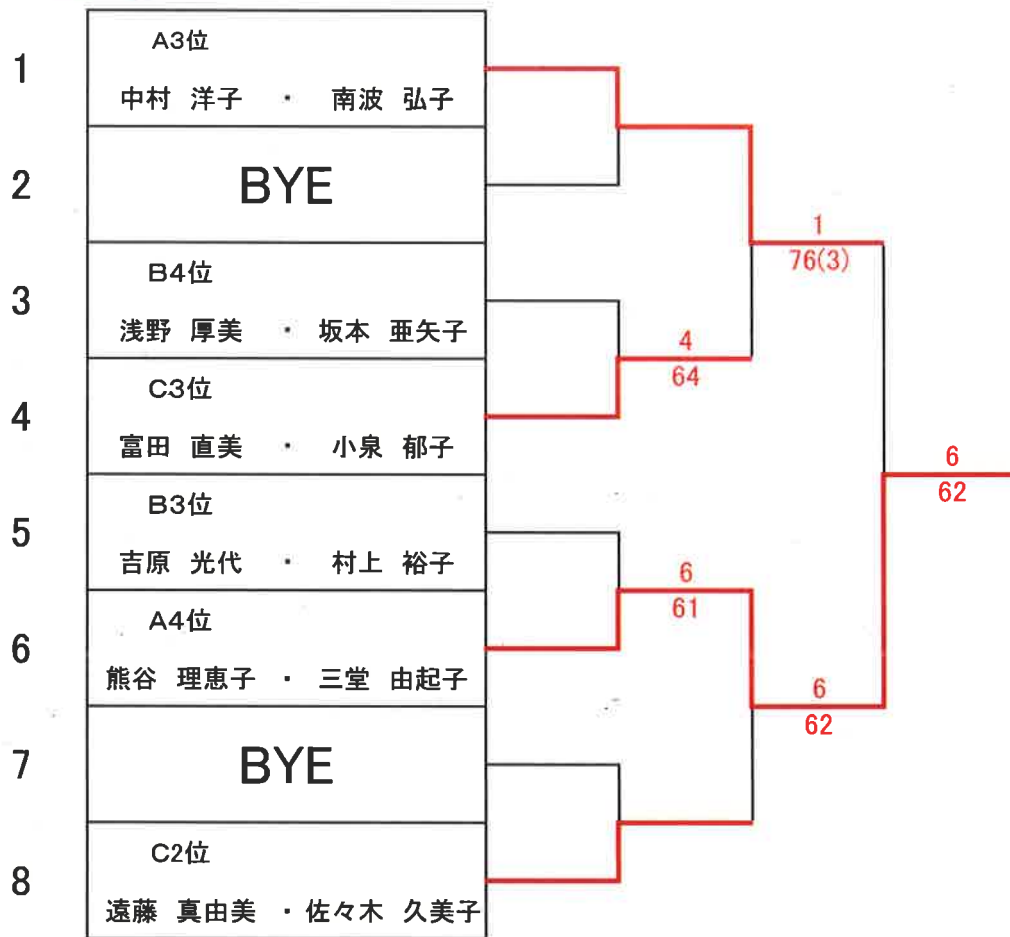 1
A3位
中村 洋子 ・ 南波 弘子
2
BYE
3
B4位
浅野 厚美 ・ 坂本 亜矢子
4
C3位
富田 直美 ・ 小泉 郁子
5
B3位
吉原 光代 ・ 村上 裕子
6
A4位
熊谷 理恵子 ・ 三堂 由起子
7
BYE
8
C2位
遠藤 真由美 ・佐々木 久美子
4
64
6
61
1
76(3)
6
62
6
62